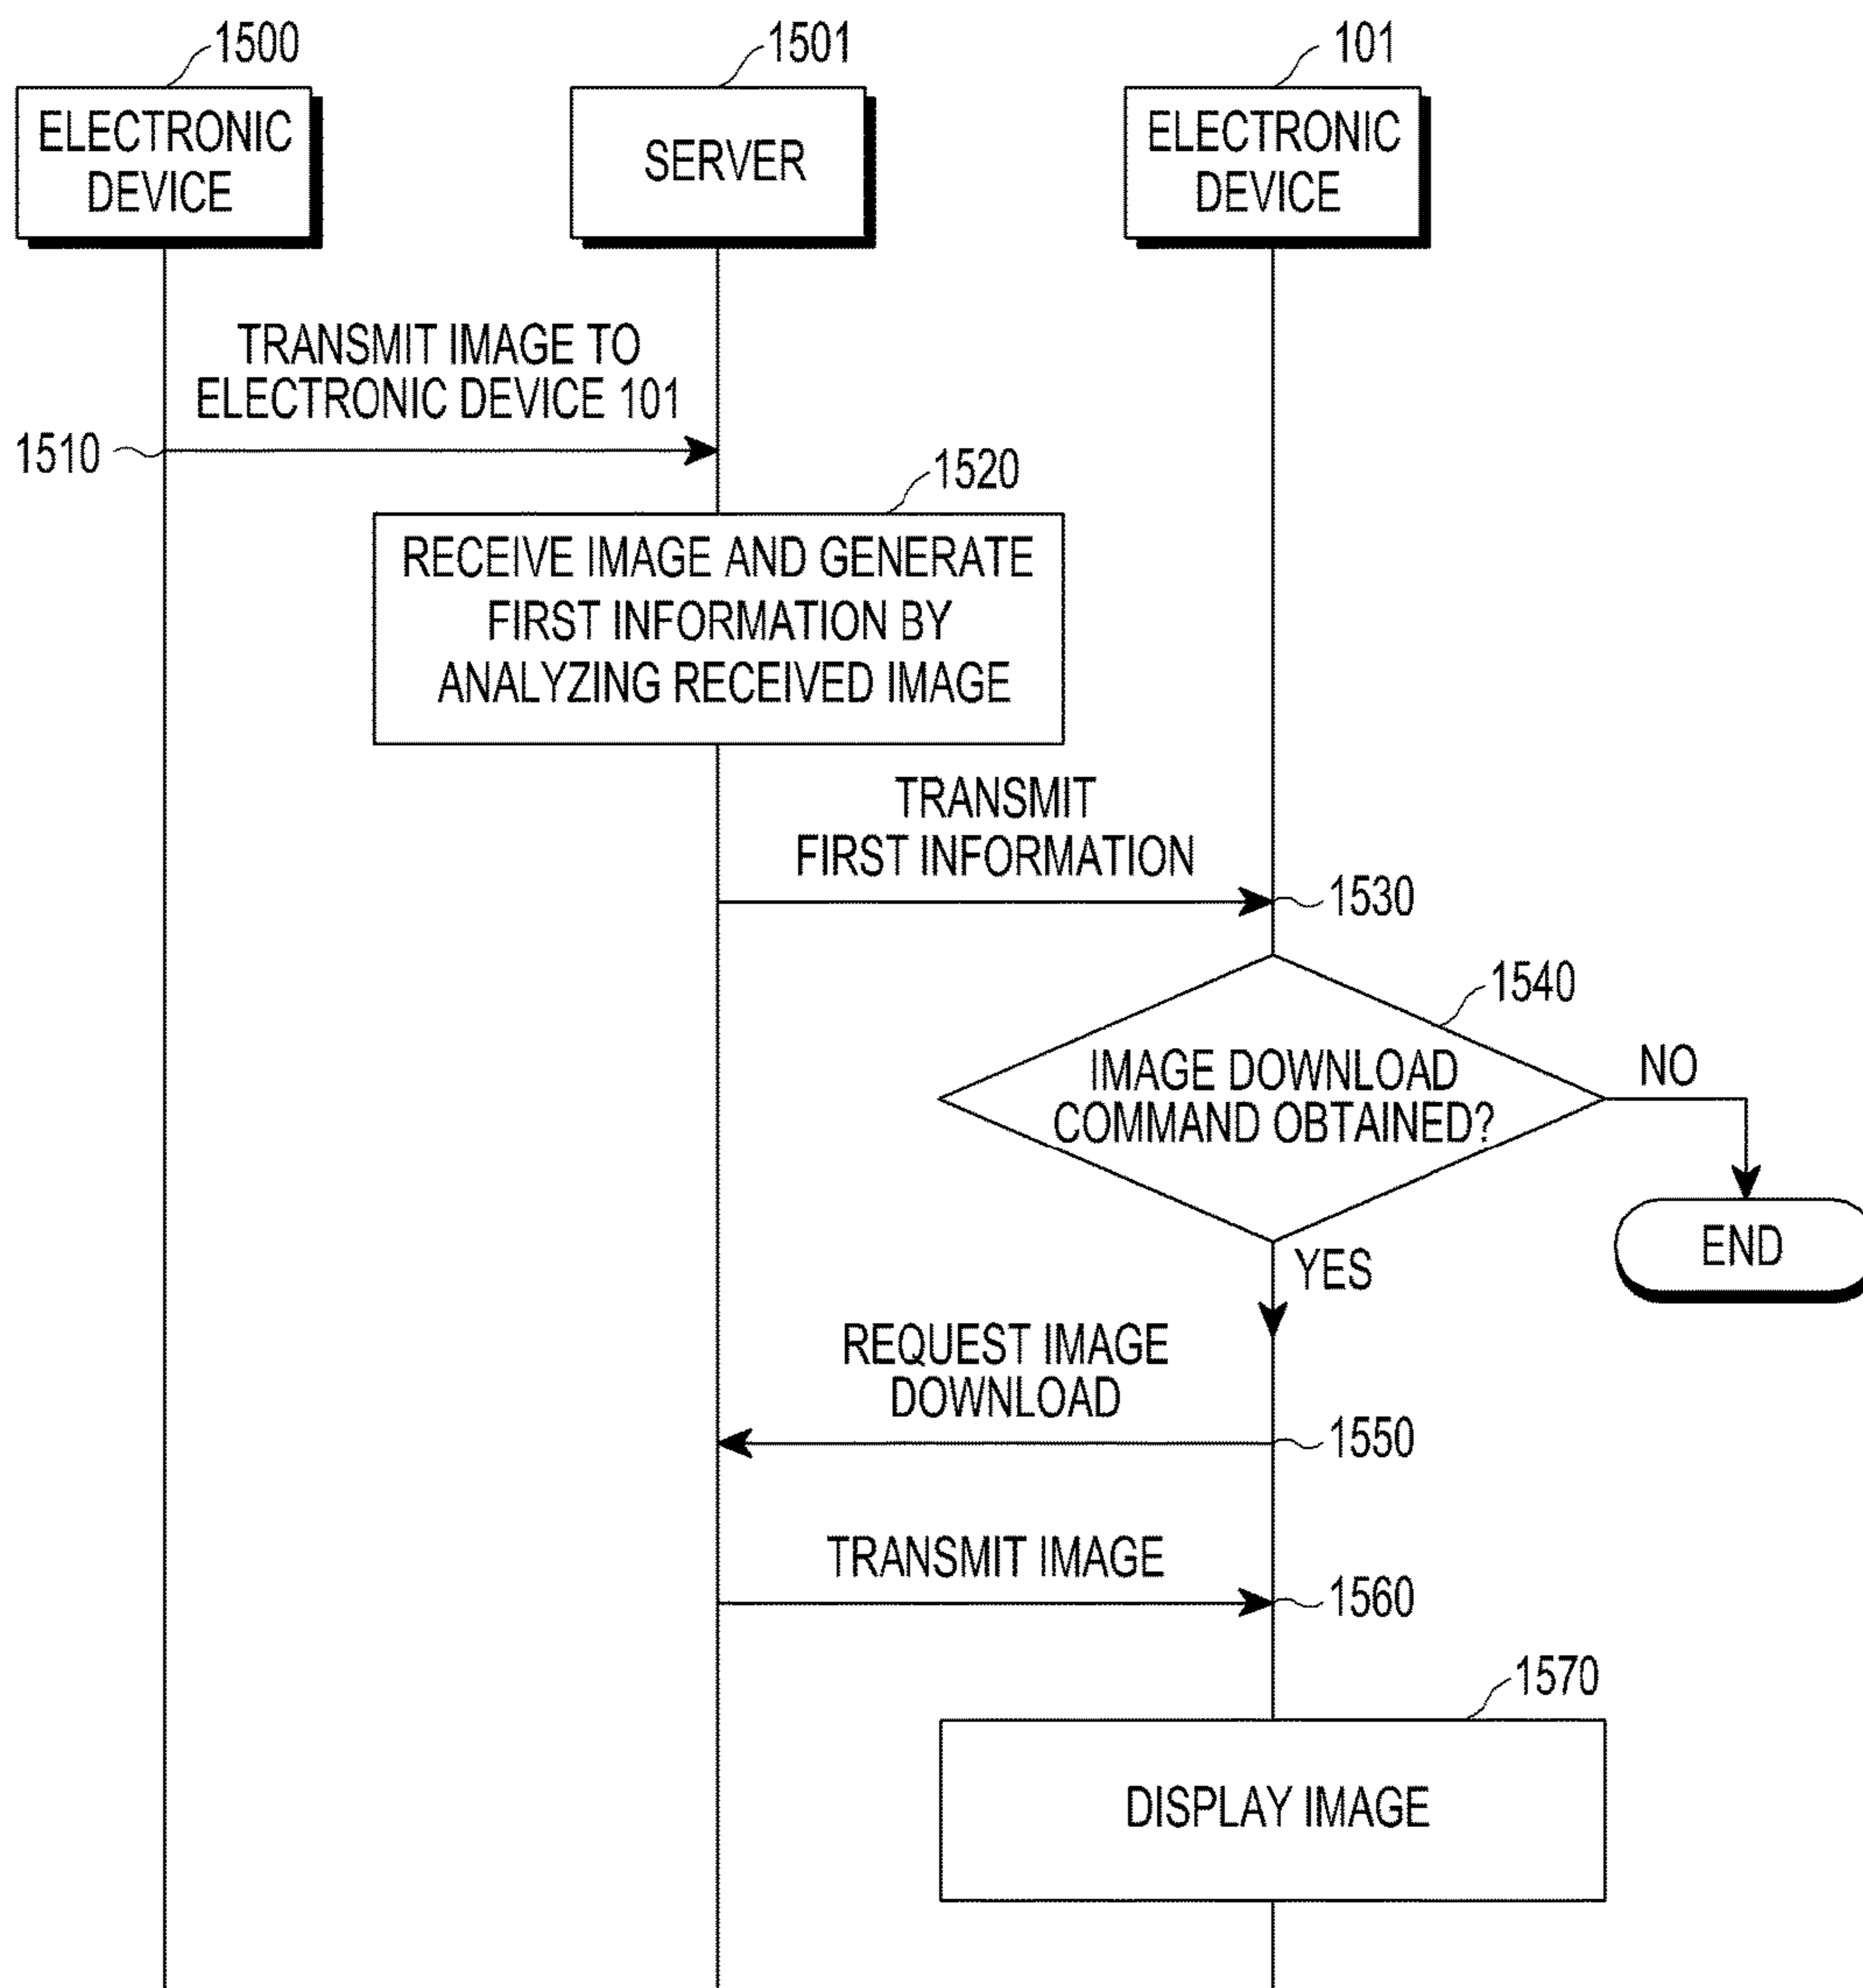 1500
1501
101
ELECTRONIC
DEVICE
SERVER
ELECTRONIC
DEVICE
TRANSMIT IMAGE TO
ELECTRONIC DEVICE 101
1510
1520
RECEIVE IMAGE AND GENERATE
FIRST INFORMATION BY
ANALYZING RECEIVED IMAGE
TRANSMIT
FIRST INFORMATION
1530
1540
IMAGE DOWNLOAD
COMMAND OBTAINED?
NO
END
YES
REQUEST IMAGE
DOWNLOAD
1550
TRANSMIT IMAGE
1560
1570
DISPLAY IMAGE